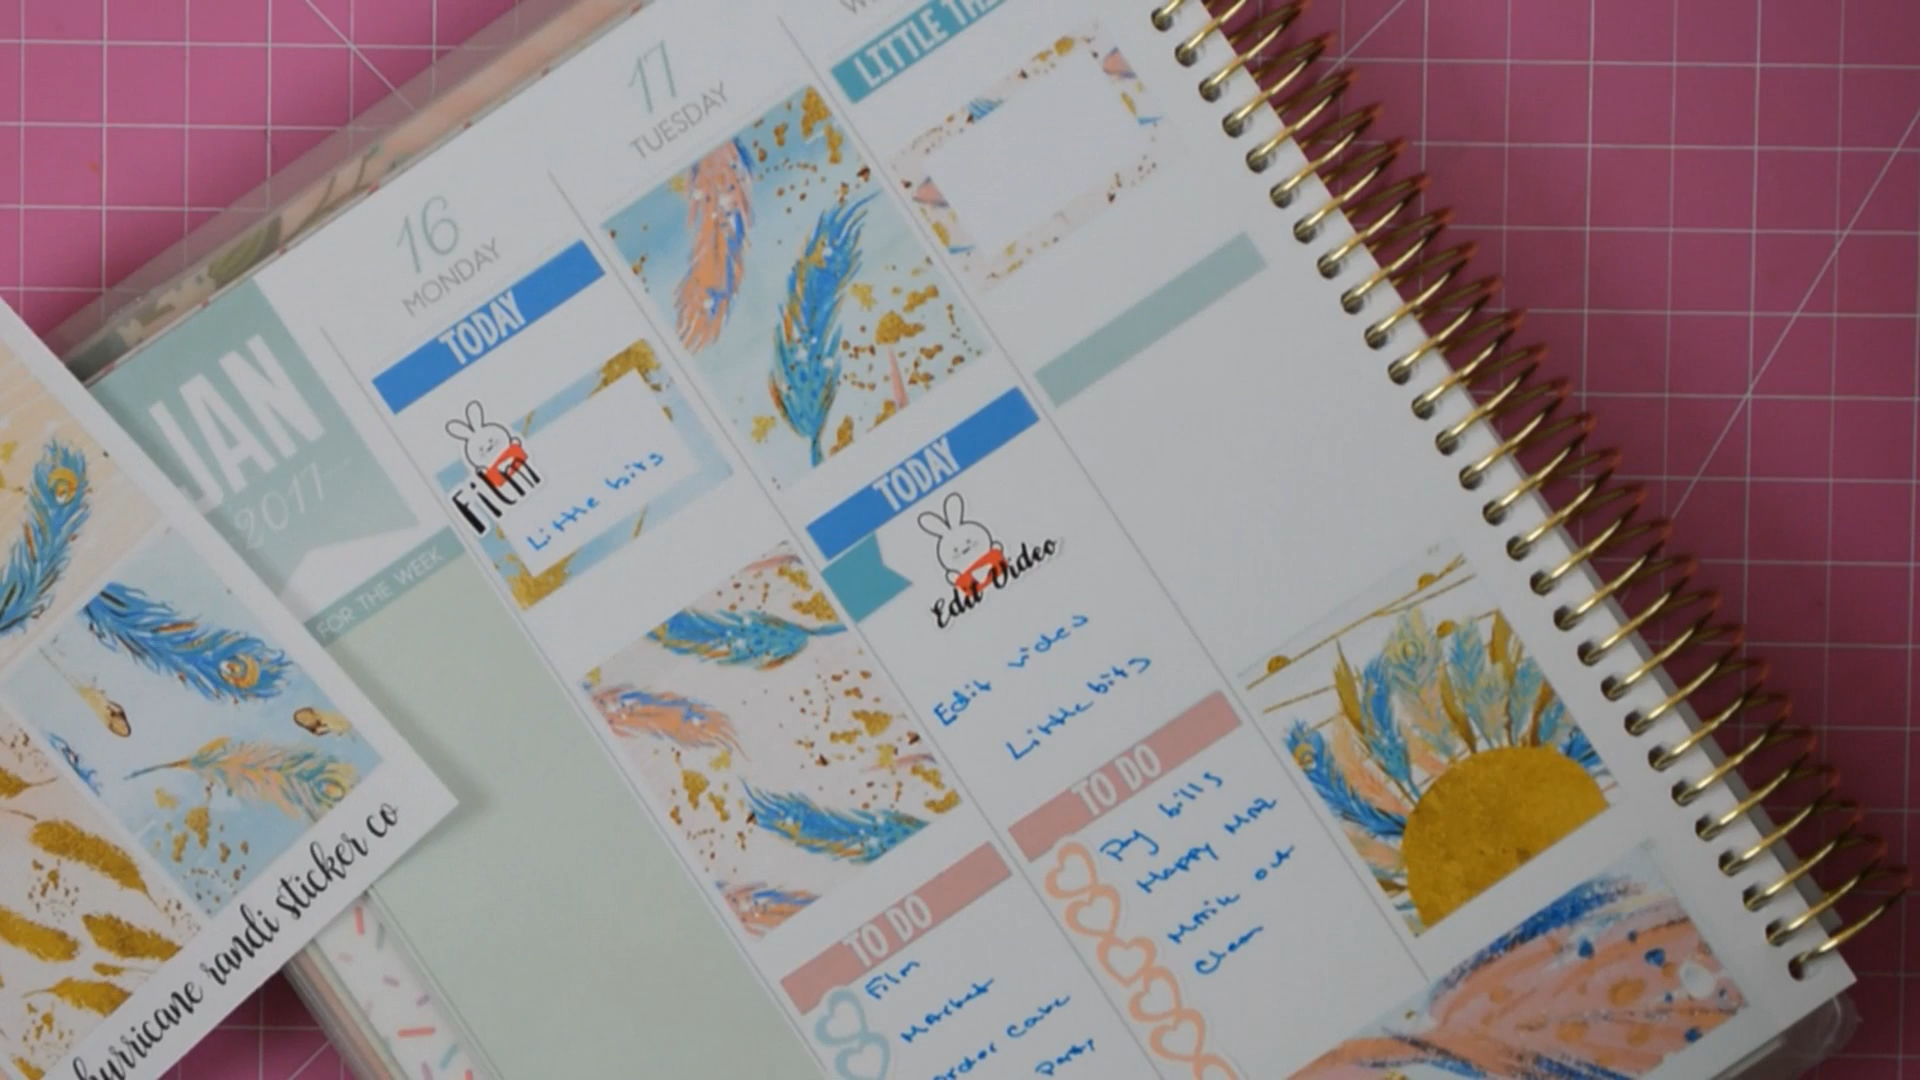 JAN
2017
FOR THE WEEK
16
MONDAY
TODAY
Film
Little bits
TO DO
Film
Market
order cake
Party
17
TUESDAY
TODAY
Edit Video
Edit video
Little bits
TO DO
Pay bills
Happy Mail
out
Clean
LITTLE
hurricane randi sticker co